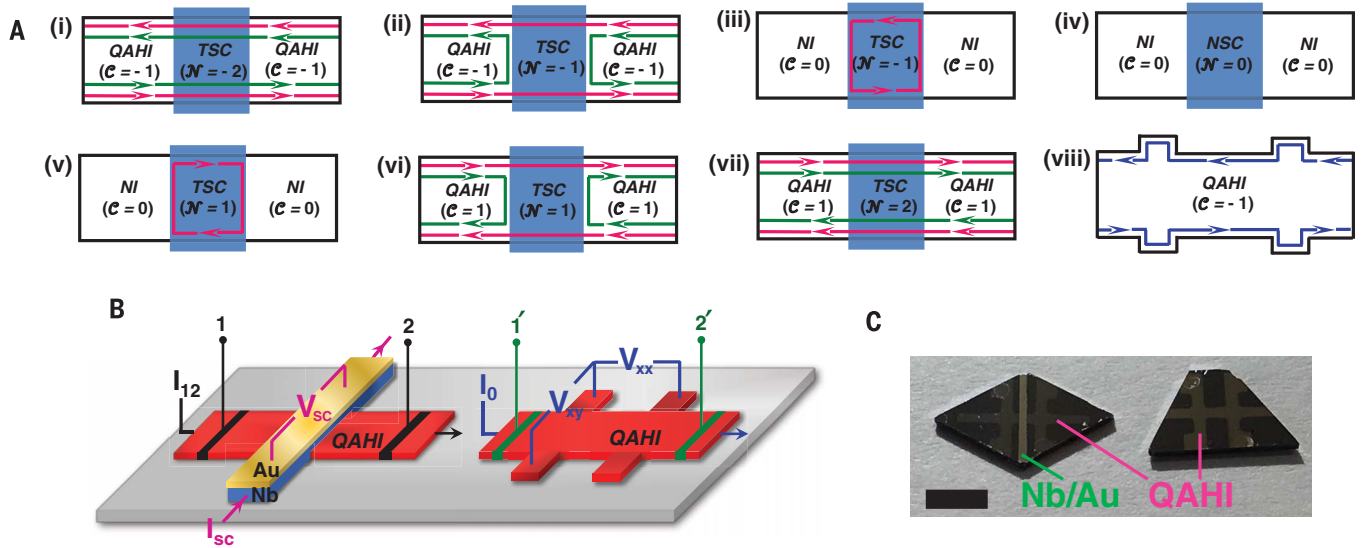 A
(i)
QAHI
(C = - 1)
TSC
(N = - 2)
QAHI
(C = - 1)
(ii)
QAHI
(C = - 1)
TSC
(N = - 1)
QAHI
(C = - 1)
(iii)
NI
(C = 0)
TSC
(N = - 1)
NI
(C = 0)
(iv)
NI
(C = 0)
NSC
(N = 0)
NI
(C = 0)
(v)
NI
(C = 0)
TSC
(N = 1)
NI
(C = 0)
(vi)
QAHI
(C = 1)
TSC
(N = 1)
QAHI
(C = 1)
(vii)
QAHI
(C = 1)
TSC
(N = 2)
QAHI
(C = 1)
(viii)
QAHI
(C = - 1)
B
1
2
1′
2′
I12
Vsc
QAHI
Au
Nb
Isc
I0
Vxy
Vxx
QAHI
C
Nb/Au
QAHI